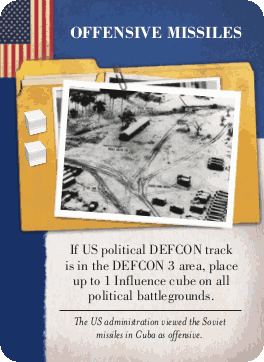 OFFENSIVE MISSILES
If US political DEFCON track
is in the DEFCON 3 area, place
up to 1 Influence cube on all
political battlegrounds.
The US administration viewed the Soviet
missiles in Cuba as offensive.